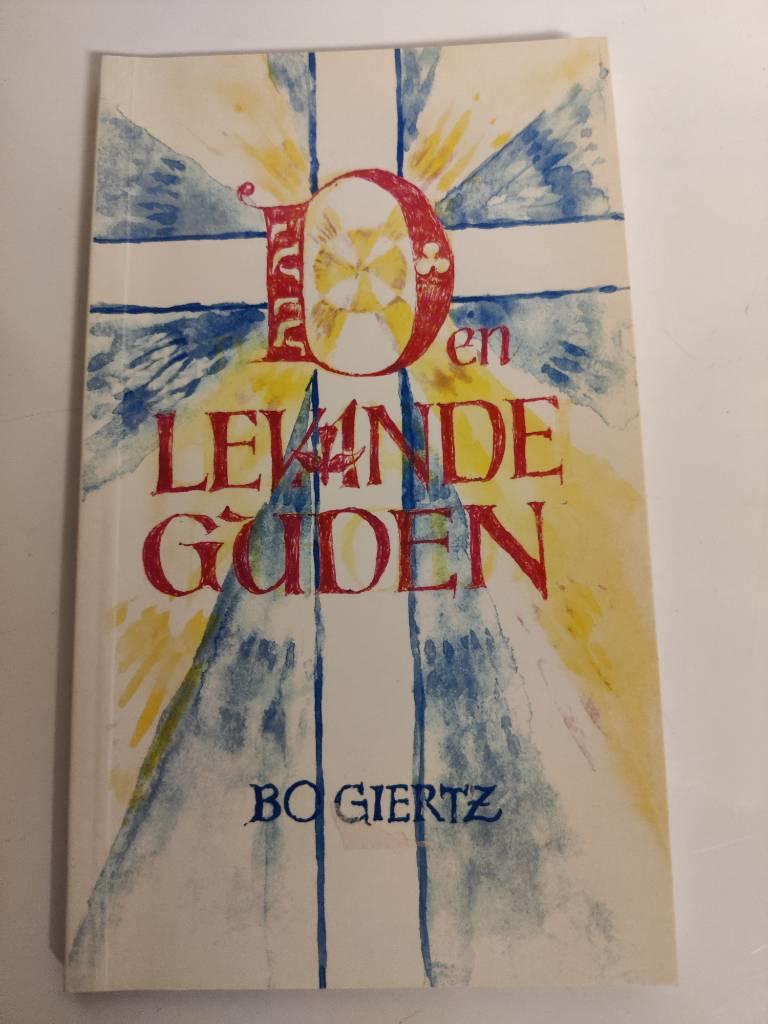 Den
LEVANDE
GUDEN
BO GIERTZ